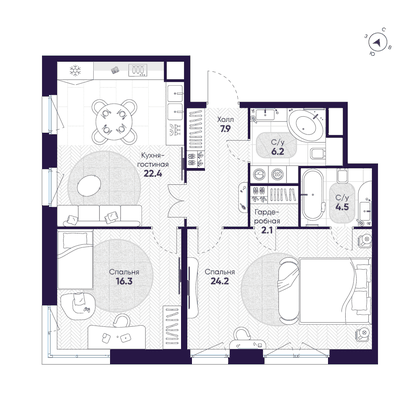 С
З
В
Ю
Холл
7.9
С/у
6.2
Кухня-
гостиная
22.4
С/у
4.5
Гарде-
робная
2.1
Спальня
16.3
Спальня
24.2